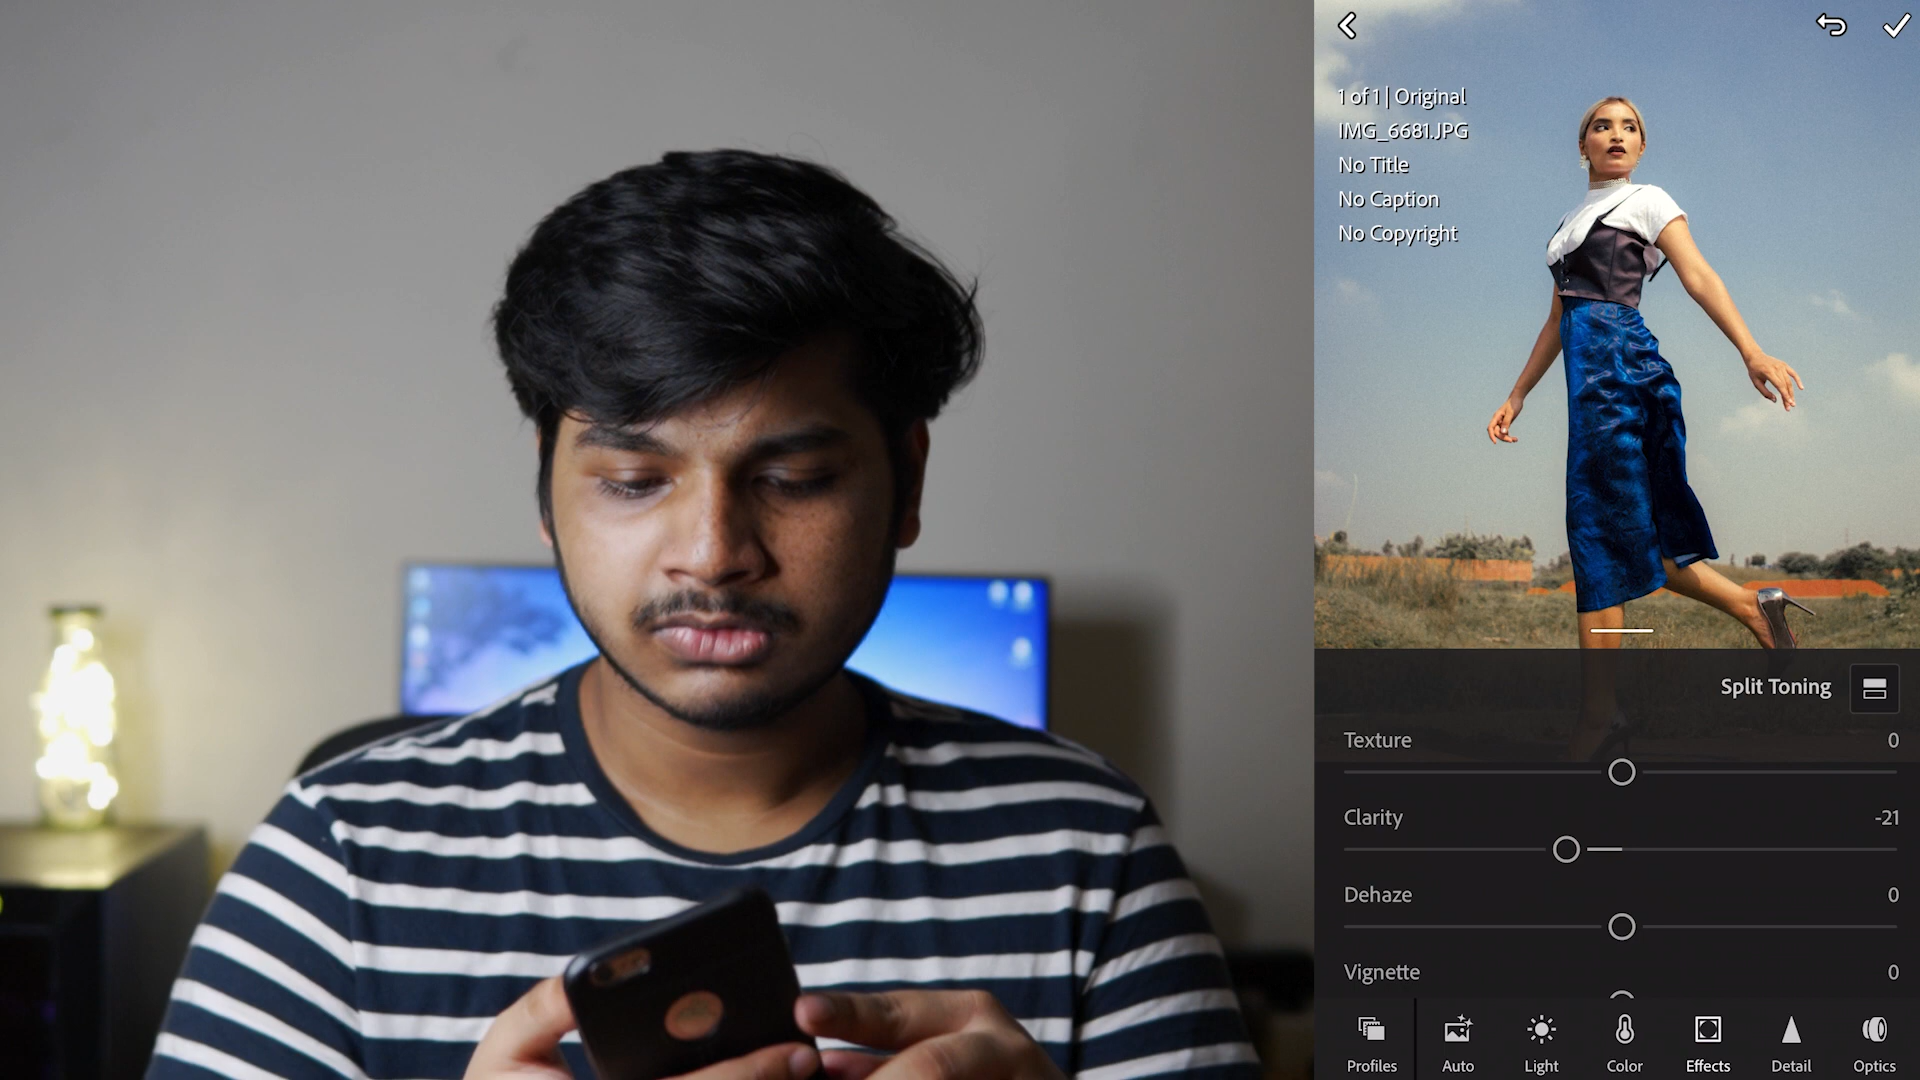 1 of 1 | Original
IMG_6681.JPG
No Title
No Caption
No Copyright
Split Toning
Texture 0
Clarity -21
Dehaze 0
Vignette 0
Profiles Auto Light Color Effects Detail Optics